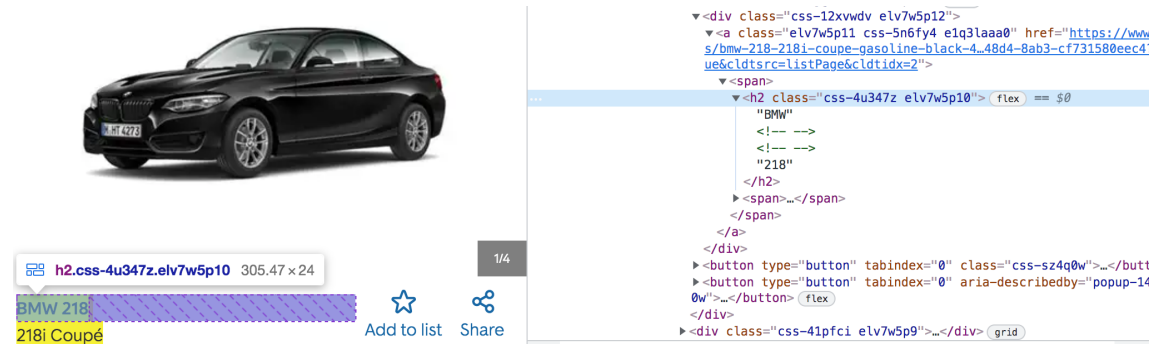 M·HT 4273
1/4
h2.css-4u347z.elv7w5p10 305.47 × 24
BMW 218
218i Coupé
Add to list
Share
▼<div class="css-12xvwdv elv7w5p12">
▼<a class="elv7w5p11 css-5n6fy4 e1q3laaa0" href="https://www
s/bmw-218-218i-coupe-gasoline-black-4…48d4-8ab3-cf731580eec41
ue&cldtsrc=listPage&cldtidx=2">
▼<span>
… ▼<h2 class="css-4u347z elv7w5p10"> flex == $0
"BMW"
<!-- -->
<!-- -->
"218"
</h2>
▶<span>…</span>
</span>
</a>
</div>
▶<button type="button" tabindex="0" class="css-sz4q0w">…</butt
▶<button type="button" tabindex="0" aria-describedby="popup-14
0w">…</button> flex
</div>
▶<div class="css-41pfci elv7w5p9">…</div> grid